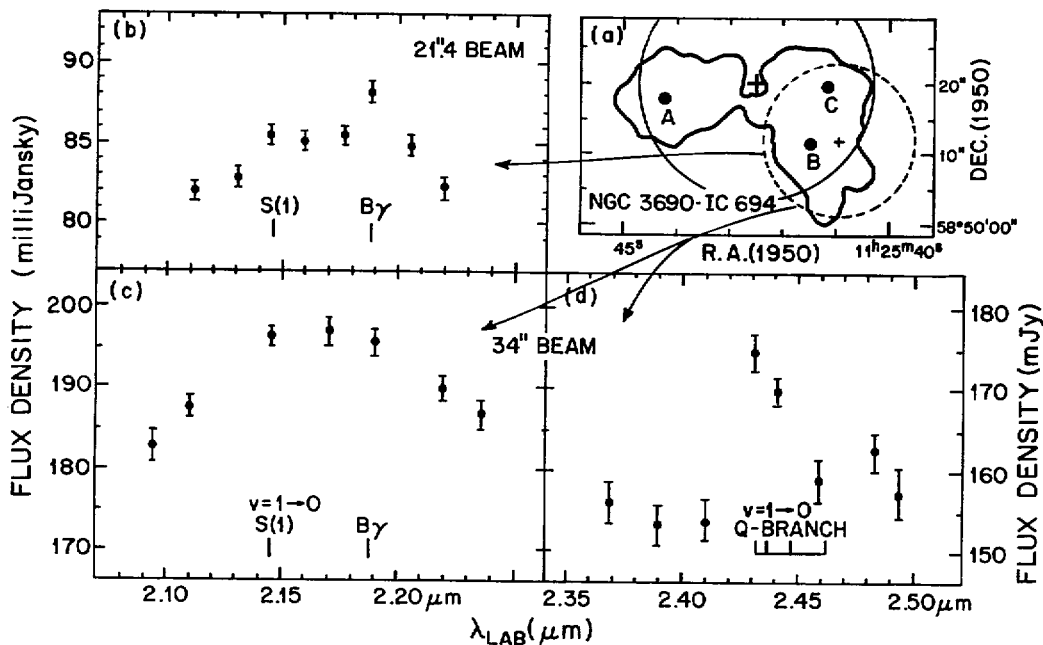 (b)
21".4 BEAM
90
85
80
S(1)
Bγ
(a)
A
B
C
20"
10"
58°50'00"
DEC.(1950)
NGC 3690-IC 694
45s
11h25m40s
R.A.(1950)
FLUX DENSITY (milliJansky)
(c)
200
190
180
170
v=1→0
S(1)
Bγ
34" BEAM
(d)
180
170
160
150
v=1→0
Q-BRANCH
FLUX DENSITY (mJy)
2.10
2.15
2.20μm
2.35
2.40
2.45
2.50μm
λLAB(μm)